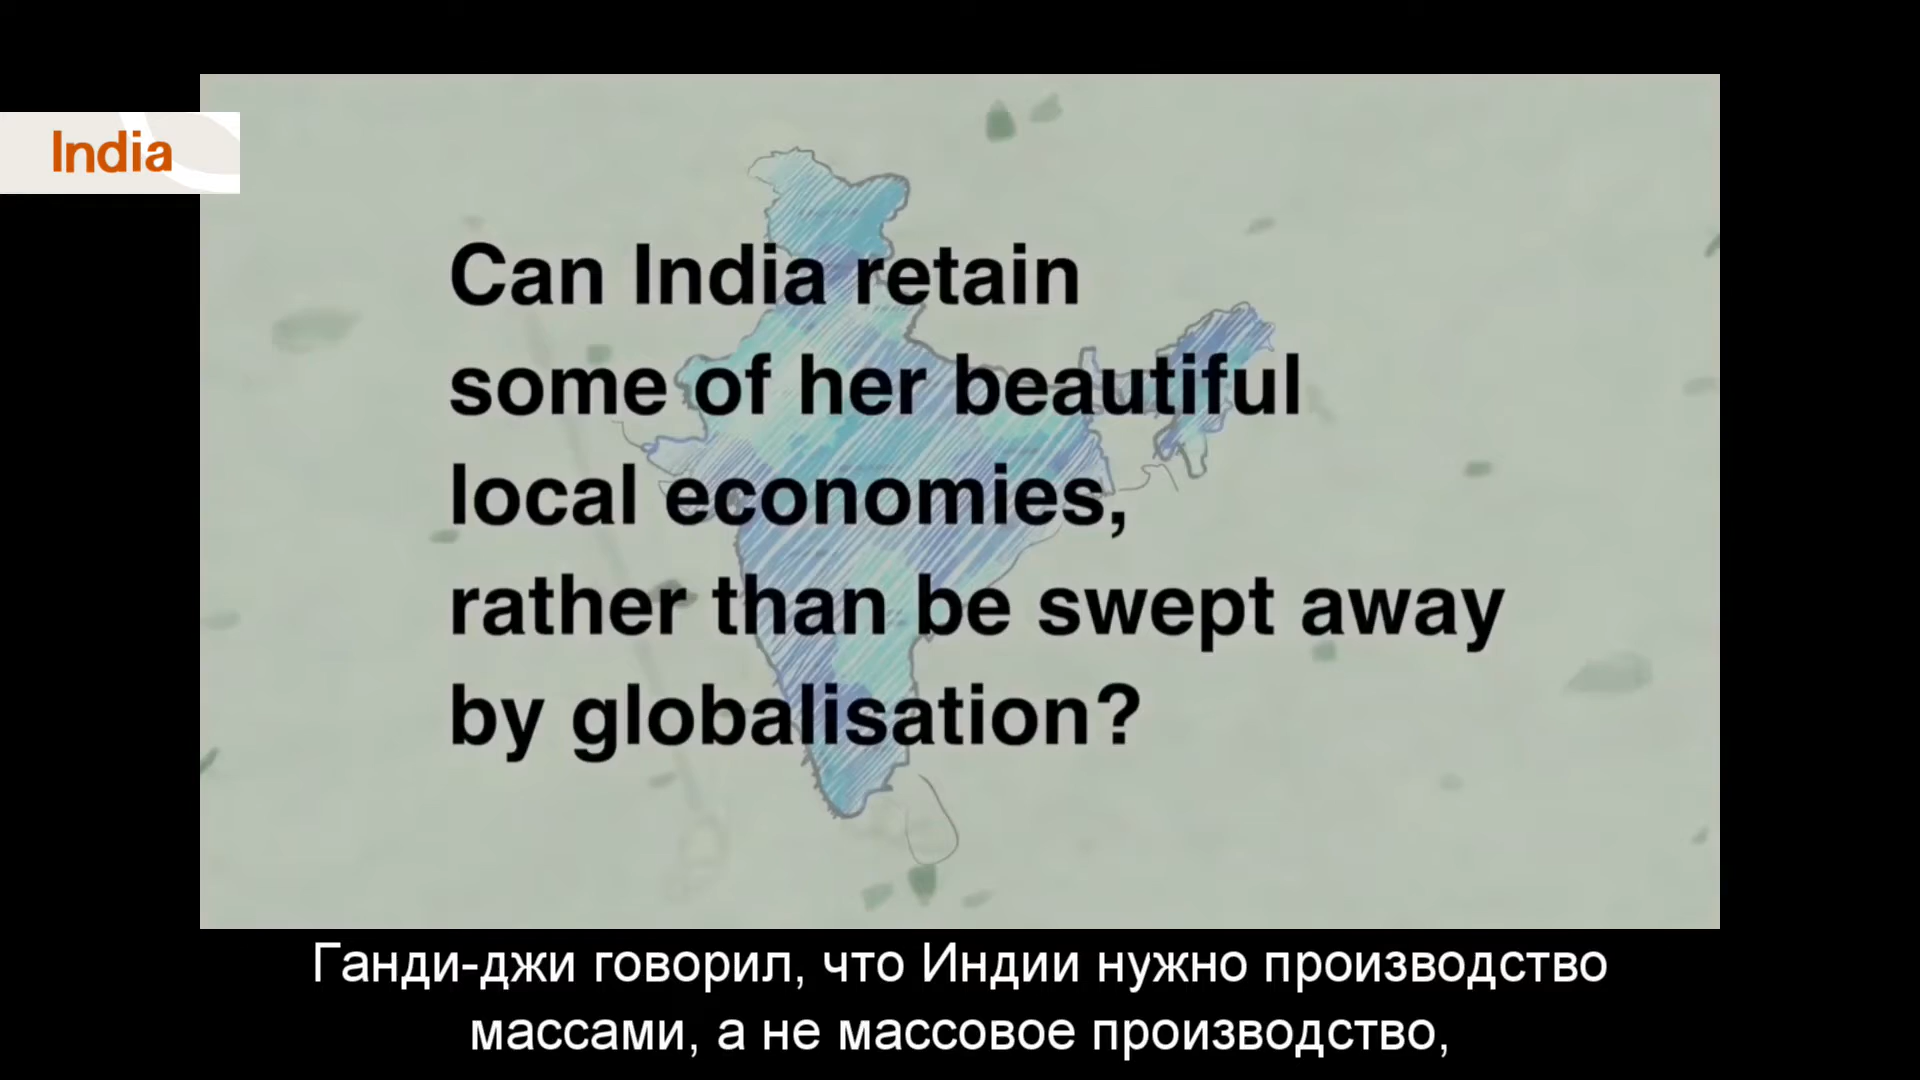 India
Can India retain
some of her beautiful
local economies,
rather than be swept away
by globalisation?
Ганди-джи говорил, что Индии нужно производство
массами, а не массовое производство,